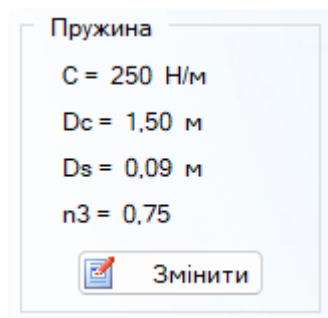 Пружина
C = 250 Н/м
Dc = 1,50 м
Ds = 0,09 м
n3 = 0,75
Змінити